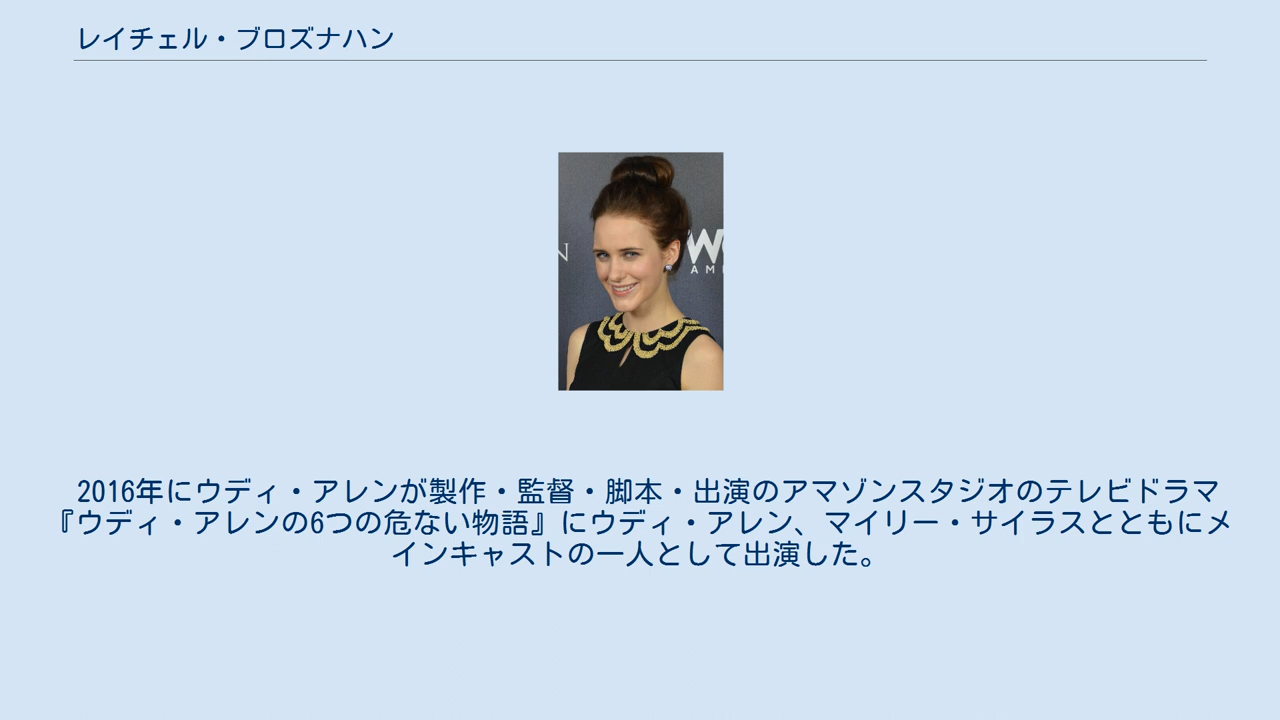 レイチェル・ブロズナハン
N
W
AM
2016年にウディ・アレンが製作・監督・脚本・出演のアマゾンスタジオのテレビドラマ
『ウディ・アレンの6つの危ない物語』にウディ・アレン、マイリー・サイラスとともにメ
インキャストの一人として出演した。